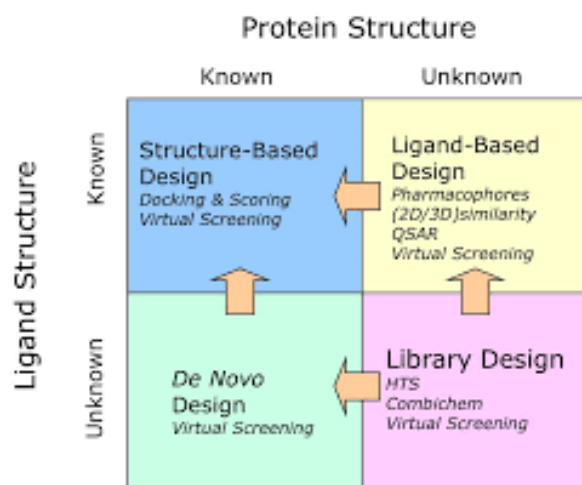 Protein Structure
Known
Unknown
Ligand Structure
Known
Structure-Based
Design
Docking & Scoring
Virtual Screening
Ligand-Based
Design
Pharmacophores
(2D/3D)similarity
QSAR
Virtual Screening
Unknown
De Novo
Design
Virtual Screening
Library Design
HTS
Combichem
Virtual Screening